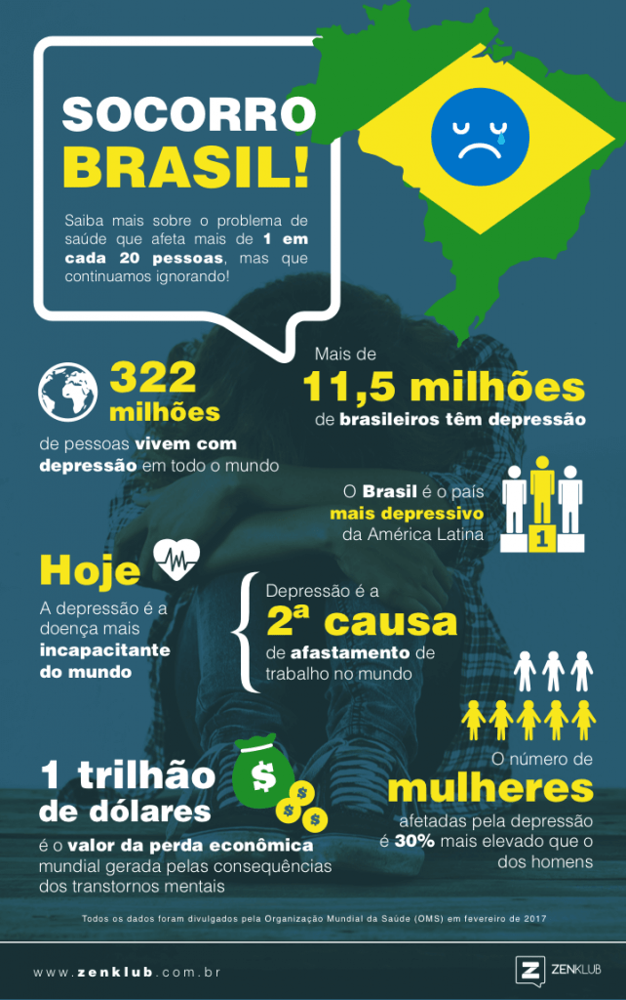 SOCORRO
BRASIL!
Saiba mais sobre o problema de
saúde que afeta mais de 1 em
cada 20 pessoas, mas que
continuamos ignorando!
322
milhões
de pessoas vivem com
depressão em todo o mundo
Mais de
11,5 milhões
de brasileiros têm depressão
O Brasil é o país
mais depressivo
da América Latina
1
Hoje
A depressão é a
doença mais
incapacitante
do mundo
Depressão é a
2ª causa
de afastamento de
trabalho no mundo
1 trilhão
de dólares
$
$
$
$
é o valor da perda econômica
mundial gerada pelas consequências
dos transtornos mentais
O número de
mulheres
afetadas pela depressão
é 30% mais elevado que o
dos homens
Todos os dados foram divulgados pela Organização Mundial da Saúde (OMS) em fevereiro de 2017
www.zenklub.com.br
Z ZENKLUB